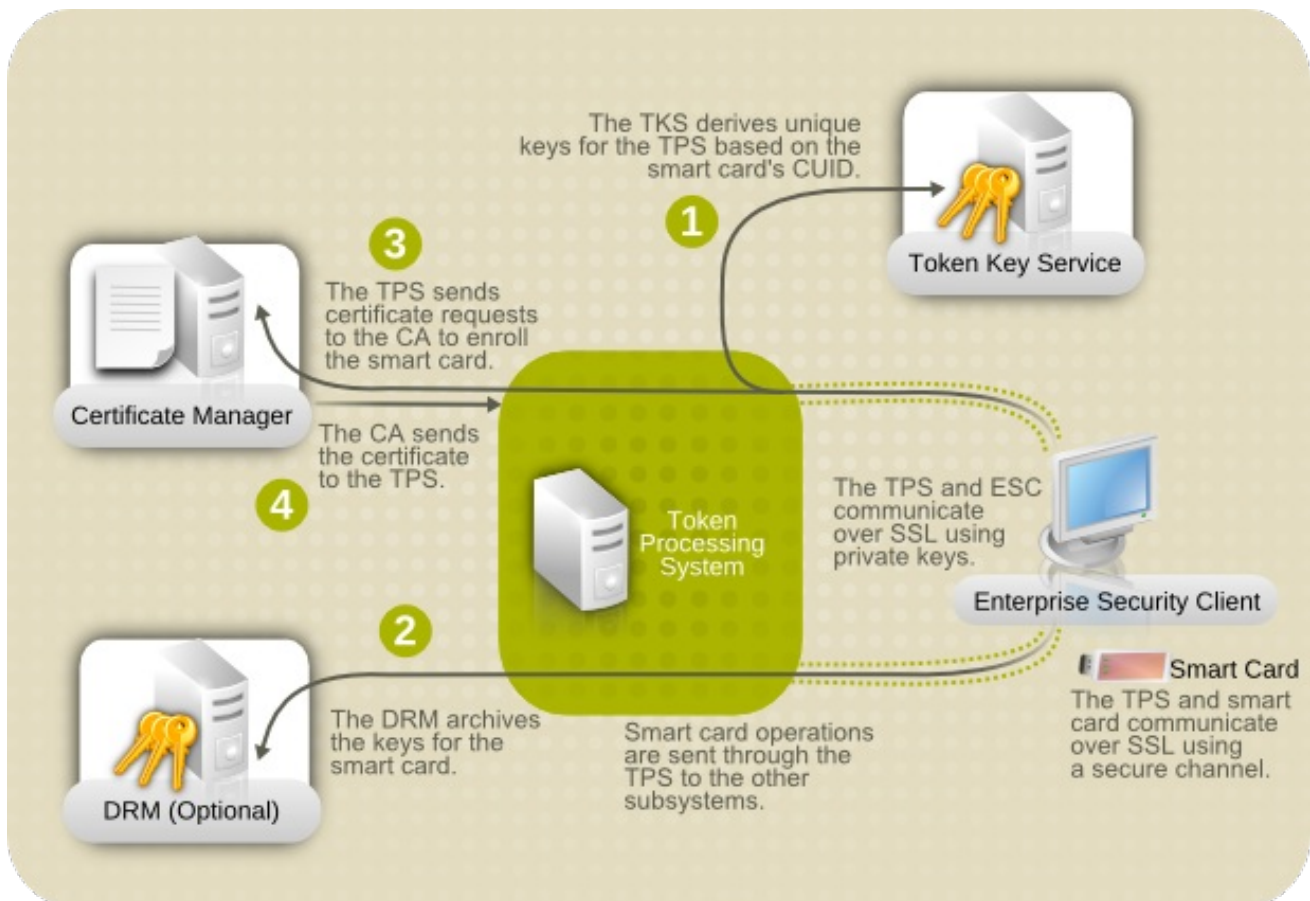 The TKS derives unique
keys for the TPS based on the
smart card's CUID.
1
Token Key Service
3
The TPS sends
certificate requests
to the CA to enroll
the smart card.
Certificate Manager
The CA sends
the certificate
to the TPS.
4
Token
Processing
System
The TPS and ESC
communicate
over SSL using
private keys.
Enterprise Security Client
2
The DRM archives
the keys for the
smart card.
DRM (Optional)
Smart card operations
are sent through the
TPS to the other
subsystems.
Smart Card
The TPS and smart
card communicate
over SSL using
a secure channel.